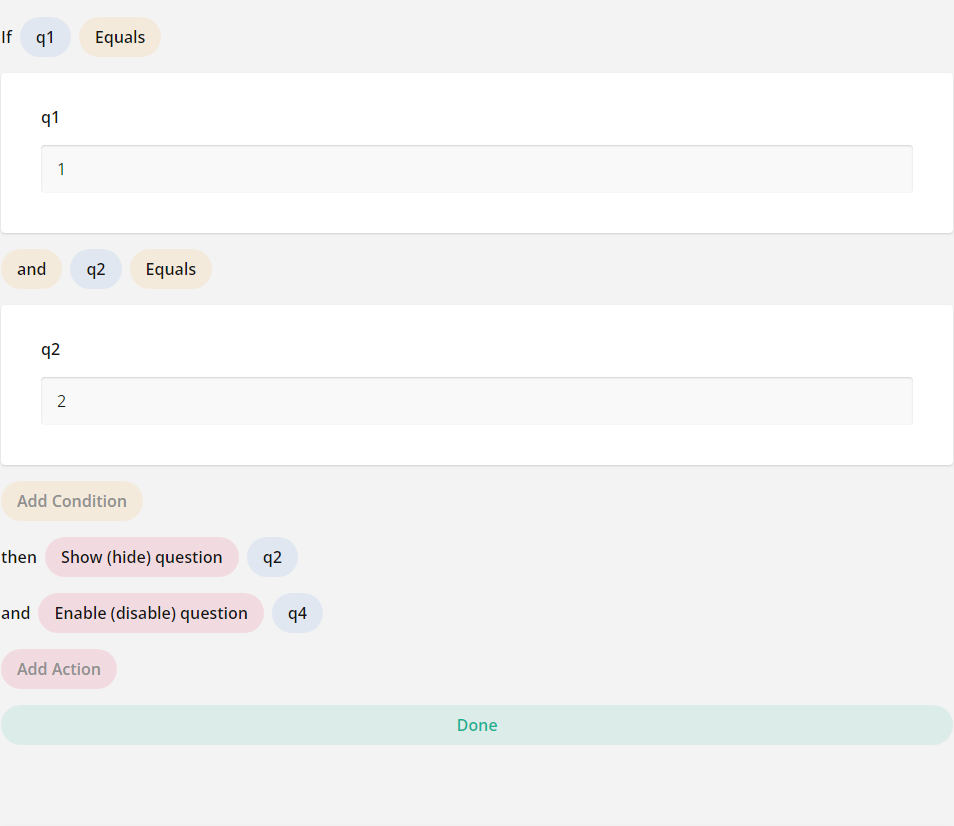 If q1 Equals
q1
1
and q2 Equals
q2
2
Add Condition
then Show (hide) question q2
and Enable (disable) question q4
Add Action
Done